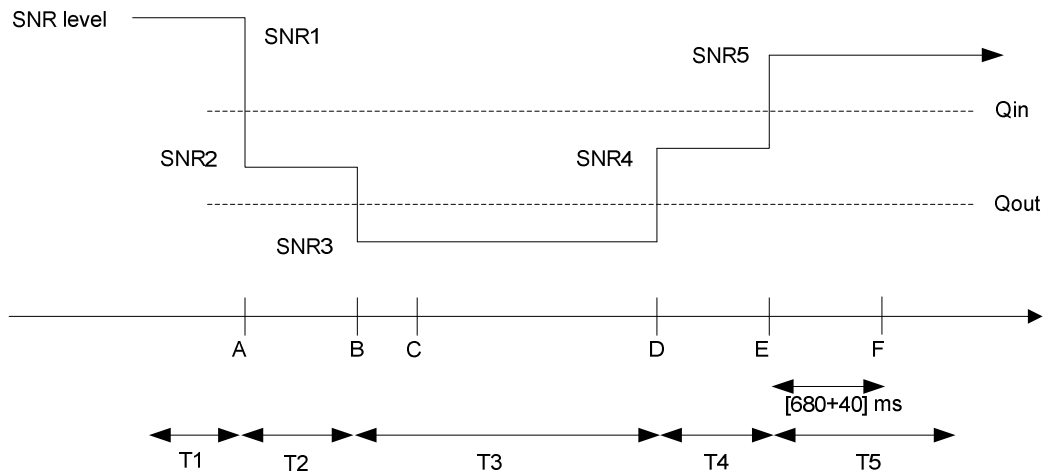 SNR level
SNR1
SNR5
Qin
SNR2
SNR4
Qout
SNR3
A
B
C
D
E
F
[680+40] ms
T1
T2
T3
T4
T5